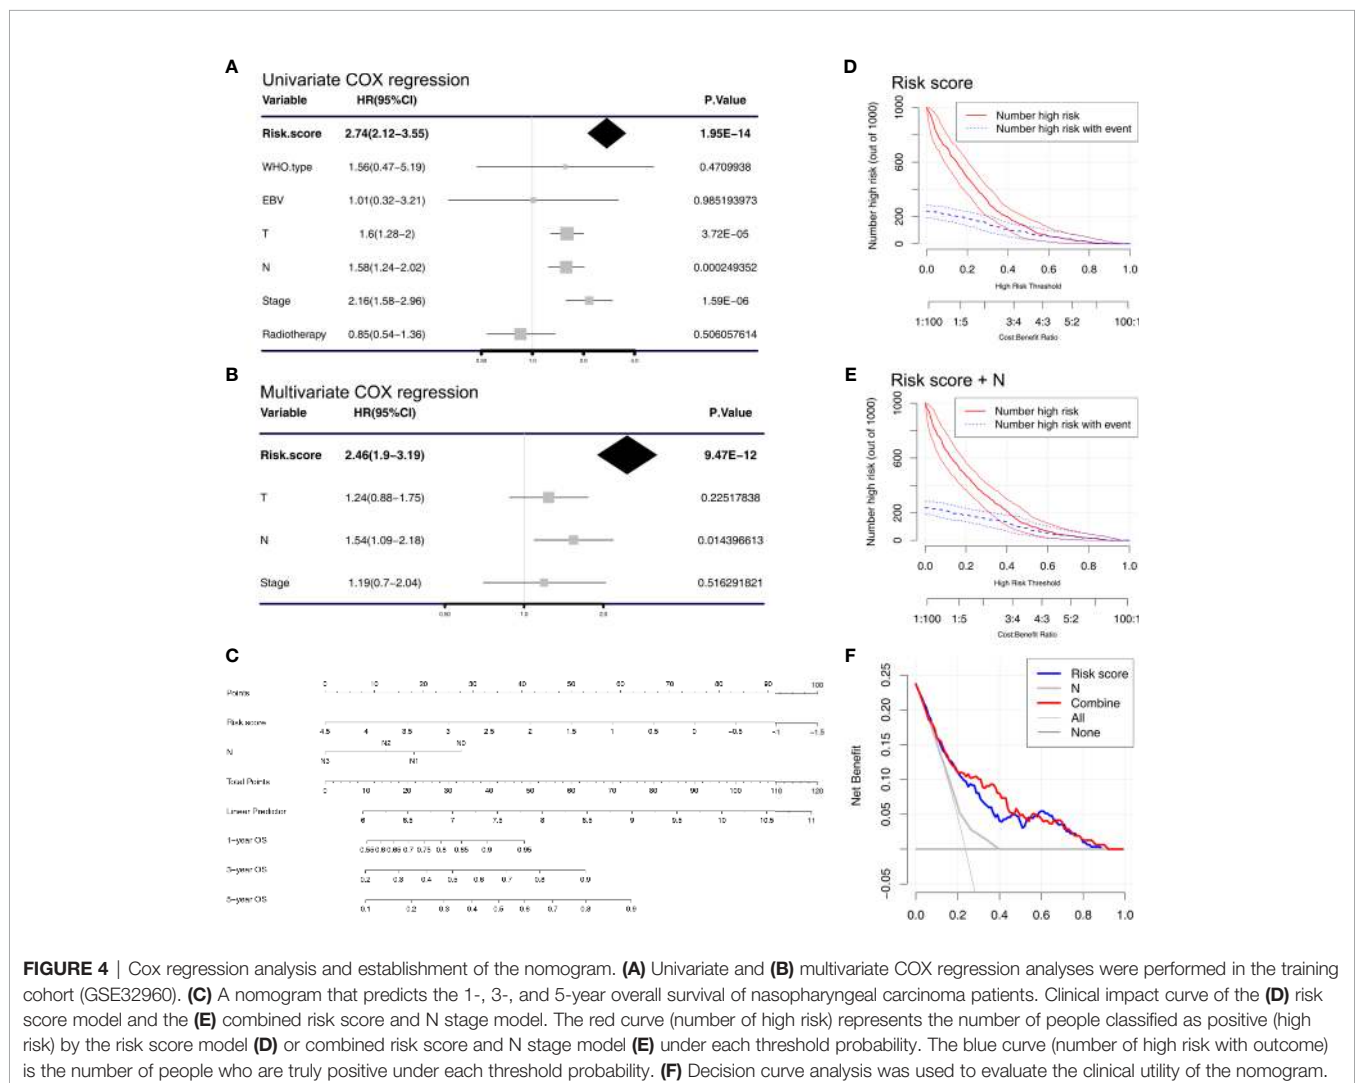 A
Univariate COX regression
Variable HR(95%CI) P.Value
Risk.score 2.74(2.12−3.55) 1.95E−14
WHO.type 1.56(0.47−5.19) 0.4709938
EBV 1.01(0.32−3.21) 0.985193973
T 1.6(1.28−2) 3.72E−05
N 1.58(1.24−2.02) 0.000249352
Stage 2.16(1.58−2.96) 1.59E−06
Radiotherapy 0.85(0.54−1.36) 0.506057614
B
Multivariate COX regression
Variable HR(95%CI) P.Value
Risk.score 2.46(1.9−3.19) 9.47E−12
T 1.24(0.88−1.75) 0.22517838
N 1.54(1.09−2.18) 0.014396613
Stage 1.19(0.7−2.04) 0.516291821
0.50 1.0 2.0
C
Points 0 10 20 30 40 50 60 70 80 90 100
Risk.score
4.5 4 3.5 3 2.5 2 1.5 1 0.5 0 −0.5 −1 −1.5
N N2 N0
N3 N1
Total Points
0 10 20 30 40 50 60 70 80 90 100 110 120
Linear Predictor
6 6.5 7 7.5 8 8.5 9 9.5 10 10.5 11
1−year OS
0.55 0.6 0.65 0.7 0.75 0.8 0.85 0.9 0.95
3−year OS
0.2 0.3 0.4 0.5 0.6 0.7 0.8 0.9
5−year OS
0.1 0.2 0.3 0.4 0.5 0.6 0.7 0.8 0.9
D
Risk score
Number high risk (out of 1000)
1000
600
200
0
Number high risk
Number high risk with event
0.0 0.2 0.4 0.6 0.8 1.0
High Risk Threshold
1:100 1:5 3:4 4:3 5:2 100:1
Cost:Benefit Ratio
E
Risk score + N
Number high risk (out of 1000)
1000
600
200
0
Number high risk
Number high risk with event
0.0 0.2 0.4 0.6 0.8 1.0
High Risk Threshold
1:100 1:5 3:4 4:3 5:2 100:1
Cost:Benefit Ratio
F
Net Benefit
0.25
0.20
0.15
0.10
0.05
−0.05
Risk score
N
Combine
All
None
0.0 0.2 0.4 0.6 0.8 1.0
FIGURE 4 | Cox regression analysis and establishment of the nomogram. (A) Univariate and (B) multivariate COX regression analyses were performed in the training
cohort (GSE32960). (C) A nomogram that predicts the 1-, 3-, and 5-year overall survival of nasopharyngeal carcinoma patients. Clinical impact curve of the (D) risk
score model and the (E) combined risk score and N stage model. The red curve (number of high risk) represents the number of people classified as positive (high
risk) by the risk score model (D) or combined risk score and N stage model (E) under each threshold probability. The blue curve (number of high risk with outcome)
is the number of people who are truly positive under each threshold probability. (F) Decision curve analysis was used to evaluate the clinical utility of the nomogram.